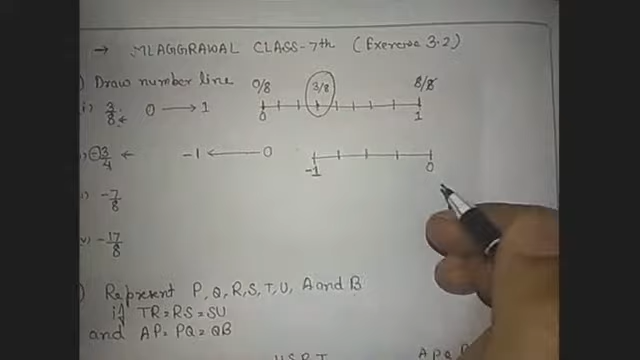 → MLAGGRAWAL CLASS-7th (Exercise 3.2)
) Draw number line
i) 3/8 0 → 1
0/8 3/8 8/8
0 1
) -3/4 ← -1 ← 0
-1 0
) -7/8
v) -17/8
) Represent P, Q, R, S, T, U, A and B
if TR = RS = SU
and AP = PQ = QB
U S R T A P Q B